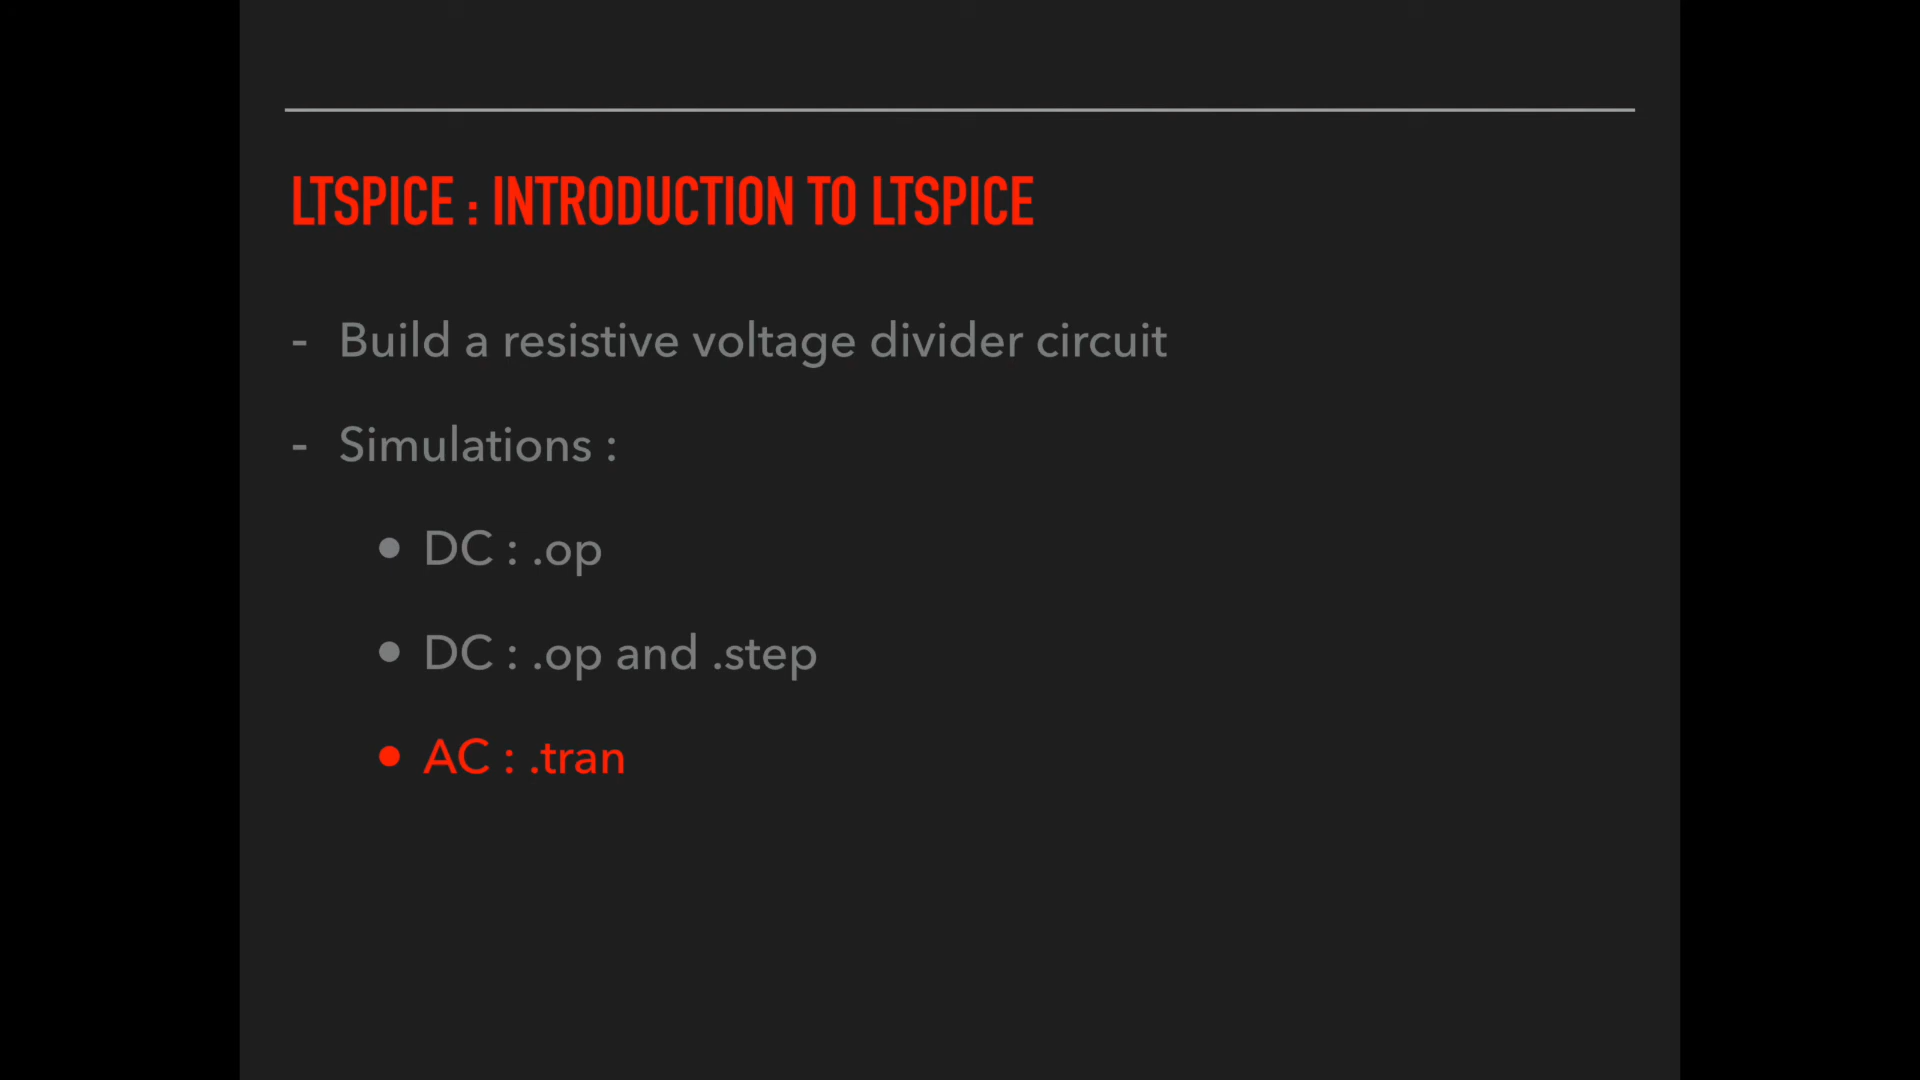 LTSPICE : INTRODUCTION TO LTSPICE
- Build a resistive voltage divider circuit
- Simulations :
• DC : .op
• DC : .op and .step
• AC : .tran